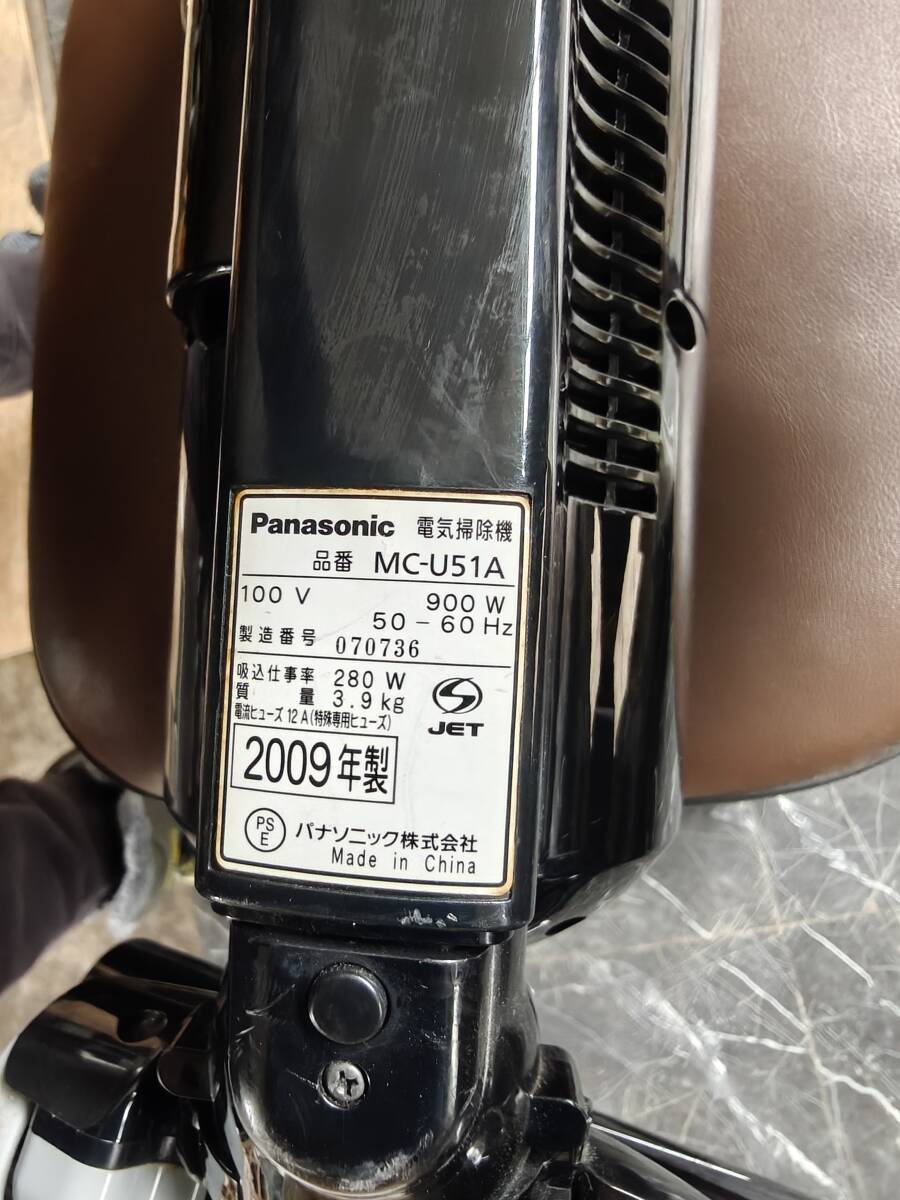 Panasonic 電気掃除機
品番 MC-U51A
100 V 900 W
50 - 60 Hz
製造番号 070736
吸込仕事率 280 W
質量 3.9 kg
電流ヒューズ 12 A (特殊専用ヒューズ)
JET
2009年製
PS
E
パナソニック株式会社
Made in China